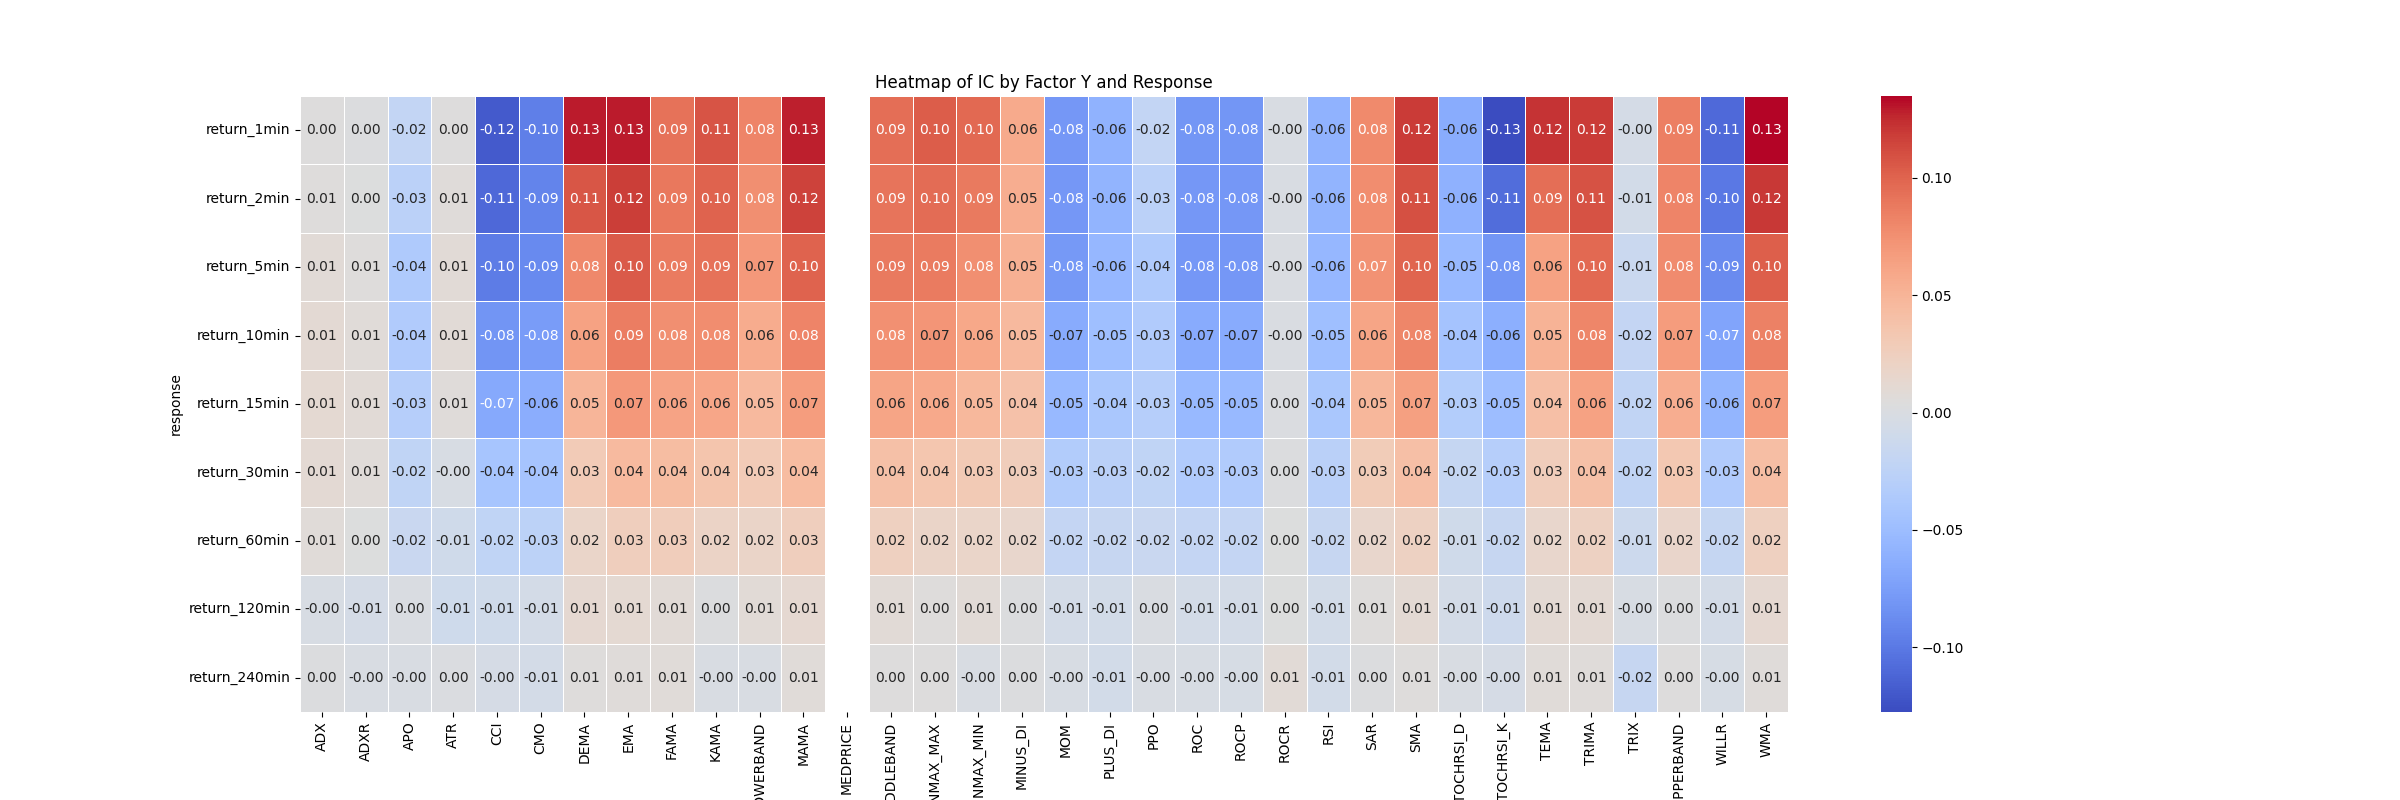 Heatmap of IC by Factor Y and Response
return_1min 0.00 0.00 -0.02 0.00 -0.12 -0.10 0.13 0.13 0.09 0.11 0.08 0.13 0.09 0.10 0.10 0.06 -0.08 -0.06 -0.02 -0.08 -0.08 -0.00 -0.06 0.08 0.12 -0.06 -0.13 0.12 0.12 -0.00 0.09 -0.11 0.13
return_2min 0.01 0.00 -0.03 0.01 -0.11 -0.09 0.11 0.12 0.09 0.10 0.08 0.12 0.09 0.10 0.09 0.05 -0.08 -0.06 -0.03 -0.08 -0.08 -0.00 -0.06 0.08 0.11 -0.06 -0.11 0.09 0.11 -0.01 0.08 -0.10 0.12
0.10
return_5min 0.01 0.01 -0.04 0.01 -0.10 -0.09 0.08 0.10 0.09 0.09 0.07 0.10 0.09 0.09 0.08 0.05 -0.08 -0.06 -0.04 -0.08 -0.08 -0.00 -0.06 0.07 0.10 -0.05 -0.08 0.06 0.10 -0.01 0.08 -0.09 0.10
0.05
return_10min 0.01 0.01 -0.04 0.01 -0.08 -0.08 0.06 0.09 0.08 0.08 0.06 0.08 0.08 0.07 0.06 0.05 -0.07 -0.05 -0.03 -0.07 -0.07 -0.00 -0.05 0.06 0.08 -0.04 -0.06 0.05 0.08 -0.02 0.07 -0.07 0.08
response
return_15min 0.01 0.01 -0.03 0.01 -0.07 -0.06 0.05 0.07 0.06 0.06 0.05 0.07 0.06 0.06 0.05 0.04 -0.05 -0.04 -0.03 -0.05 -0.05 0.00 -0.04 0.05 0.07 -0.03 -0.05 0.04 0.06 -0.02 0.06 -0.06 0.07
0.00
return_30min 0.01 0.01 -0.02 -0.00 -0.04 -0.04 0.03 0.04 0.04 0.04 0.03 0.04 0.04 0.04 0.03 0.03 -0.03 -0.03 -0.02 -0.03 -0.03 0.00 -0.03 0.03 0.04 -0.02 -0.03 0.03 0.04 -0.02 0.03 -0.03 0.04
return_60min 0.01 0.00 -0.02 -0.01 -0.02 -0.03 0.02 0.03 0.03 0.02 0.02 0.03 0.02 0.02 0.02 0.02 -0.02 -0.02 -0.02 -0.02 -0.02 0.00 -0.02 0.02 0.02 -0.01 -0.02 0.02 0.02 -0.01 0.02 -0.02 0.02
−0.05
return_120min -0.00 -0.01 0.00 -0.01 -0.01 -0.01 0.01 0.01 0.01 0.00 0.01 0.01 0.01 0.00 0.01 0.00 -0.01 -0.01 0.00 -0.01 -0.01 0.00 -0.01 0.01 0.01 -0.01 -0.01 0.01 0.01 -0.00 0.00 -0.01 0.01
−0.10
return_240min 0.00 -0.00 -0.00 0.00 -0.00 -0.01 0.01 0.01 0.01 -0.00 -0.00 0.01 0.00 0.00 -0.00 0.00 -0.00 -0.01 -0.00 -0.00 -0.00 0.01 -0.01 0.00 0.01 -0.00 -0.00 0.01 0.01 -0.02 0.00 -0.00 0.01
ADX
ADXR
APO
ATR
CCI
CMO
DEMA
EMA
FAMA
KAMA
OWERBAND
MAMA
MEDPRICE
DDLEBAND
NMAX_MAX
NMAX_MIN
MINUS_DI
MOM
PLUS_DI
PPO
ROC
ROCP
ROCR
RSI
SAR
SMA
TOCHRSI_D
TOCHRSI_K
TEMA
TRIMA
TRIX
PPERBAND
WILLR
WMA